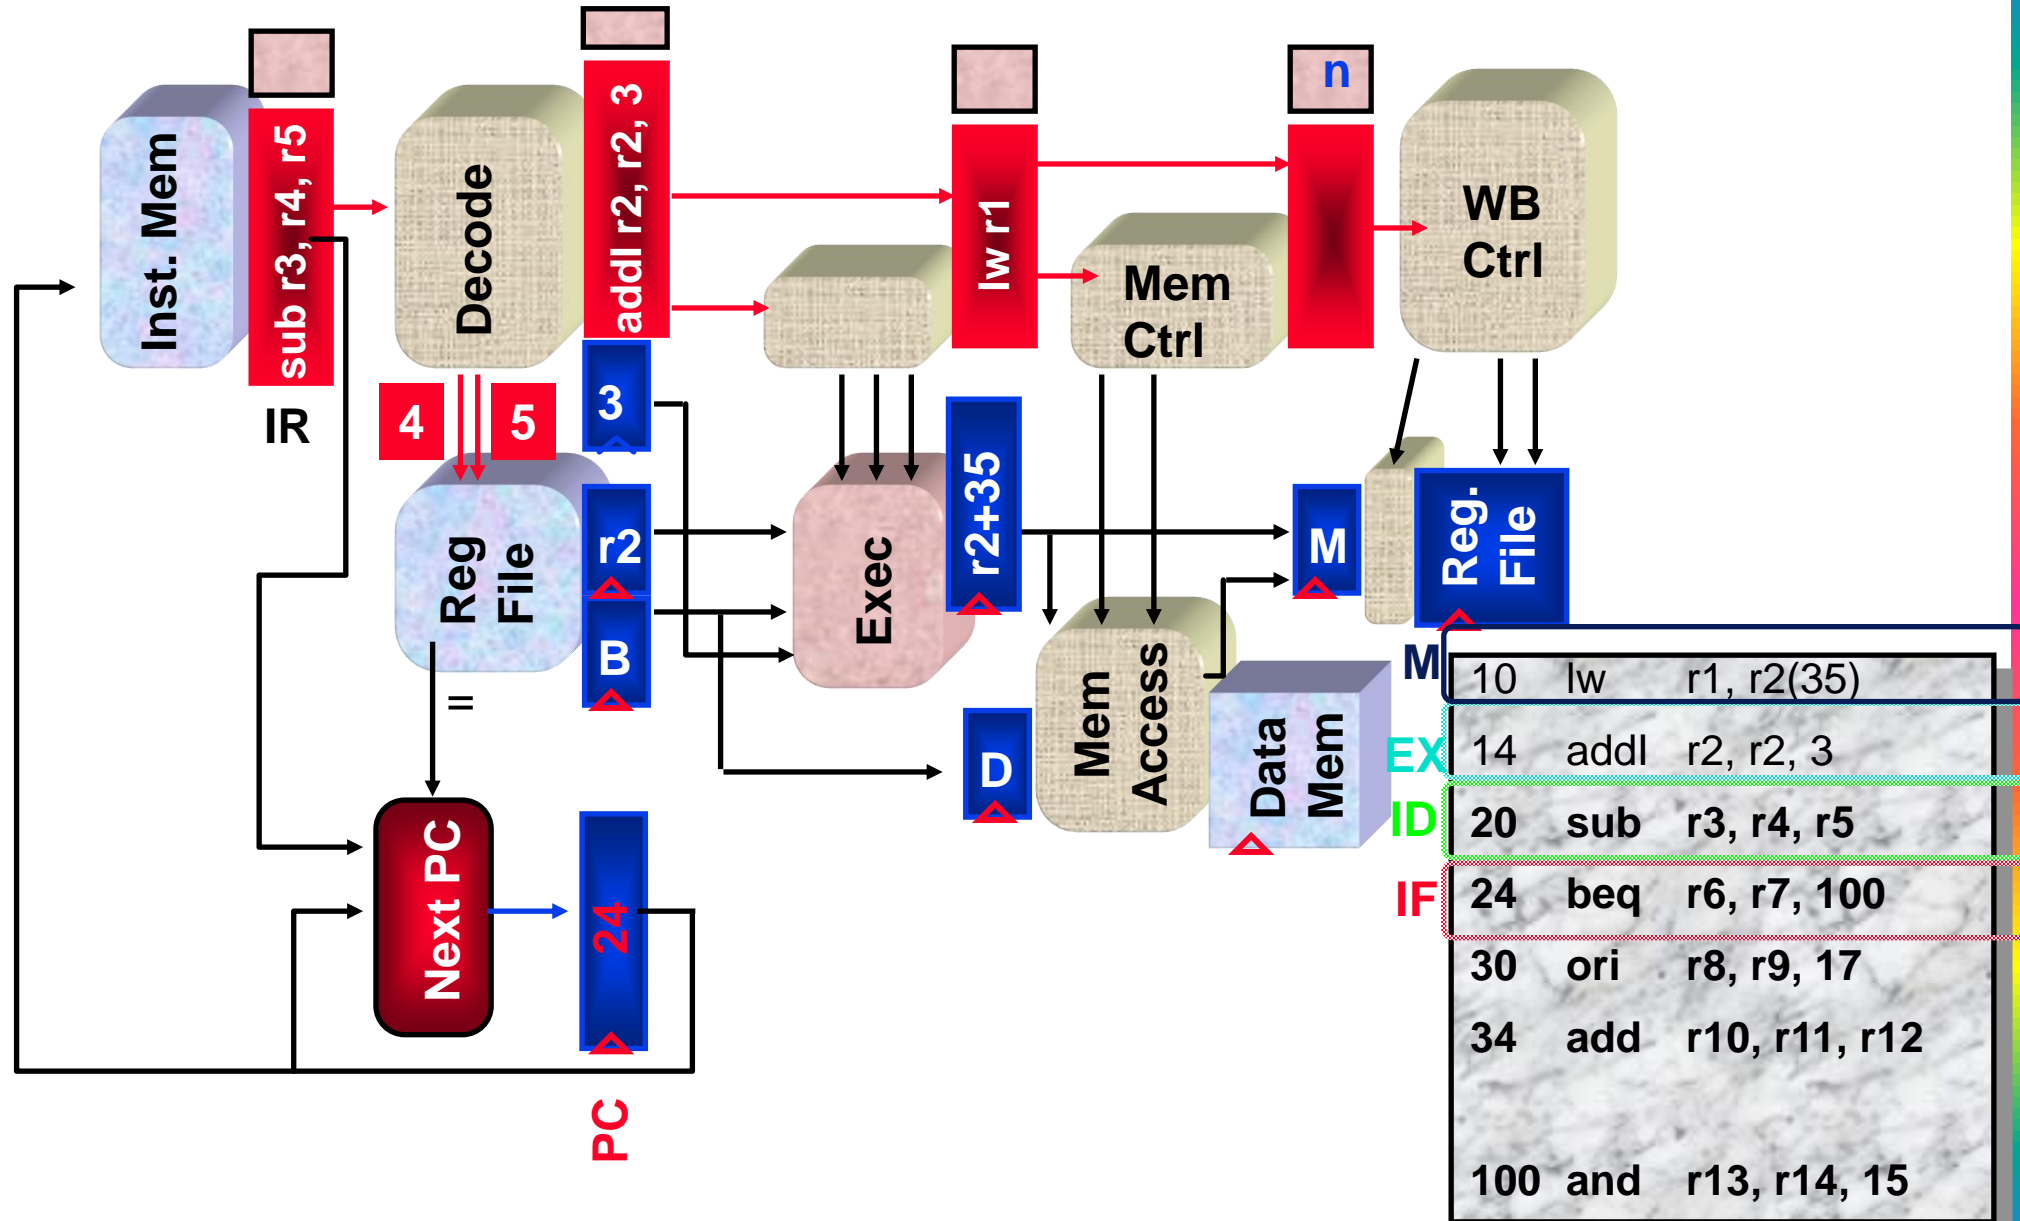 n
Inst. Mem
sub r3, r4, r5
Decode
addI r2, r2, 3
lw r1
Mem
Ctrl
WB
Ctrl
IR
4
5
3
Reg
File
r2
B
Exec
r2+35
M
Reg.
File
=
D
Mem
Access
Data
Mem
Next PC
24
PC
M
10 lw r1, r2(35)
EX
14 addI r2, r2, 3
ID
20 sub r3, r4, r5
IF
24 beq r6, r7, 100
30 ori r8, r9, 17
34 add r10, r11, r12
100 and r13, r14, 15